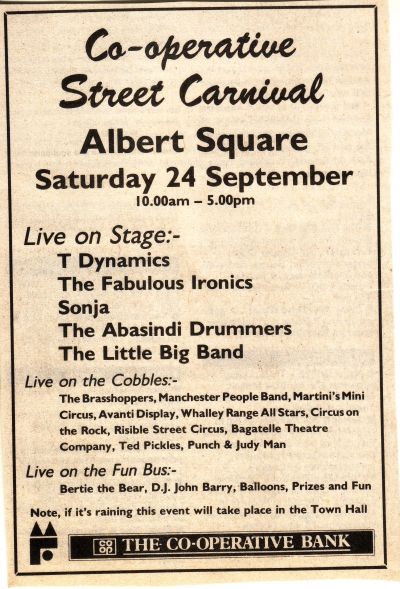 Co-operative
Street Carnival
Albert Square
Saturday 24 September
10.00am – 5.00pm
Live on Stage:-
T Dynamics
The Fabulous Ironics
Sonja
The Abasindi Drummers
The Little Big Band
Live on the Cobbles:-
The Brasshoppers, Manchester People Band, Martini's Mini
Circus, Avanti Display, Whalley Range All Stars, Circus on
the Rock, Risible Street Circus, Bagatelle Theatre
Company, Ted Pickles, Punch & Judy Man
Live on the Fun Bus:-
Bertie the Bear, D.J. John Barry, Balloons, Prizes and Fun
Note, if it's raining this event will take place in the Town Hall
CO
OP
THE CO-OPERATIVE BANK